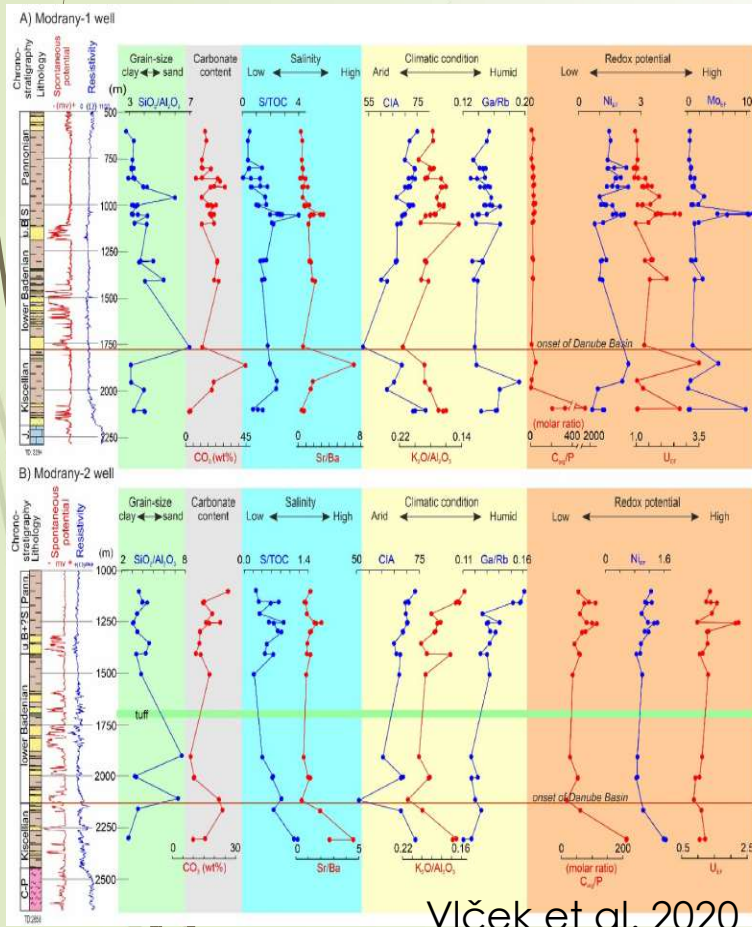 A) Modrany-1 well
Chrono-
stratigraphy
Lithology
Spontaneous
potential
- (mv) +
Resistivity
Grain-size
clay sand
Carbonate
content
Salinity
Low High
Climatic condition
Arid Humid
Redox potential
Low High
(m)
3 SiO2/Al2O3 7
0 S/TOC 4
55 CIA 75
0.12 Ga/Rb 0.20
0 NiEF 3
0 MoEF 10
500
750
1000
1250
1500
1750
2000
2250
Pannonian
S
B
u
lower Badenian
Kiscellian
J.
onset of Danube Basin
0 45
CO3 (wt%)
0 8
Sr/Ba
0.22 0.14
K2O/Al2O3
0 400 2000
(molar ratio)
Corg/P
1.0 3.5
UEF
B) Modrany-2 well
Chrono-
stratigraphy
Lithology
Spontaneous
potential
- mv +
Resistivity
Grain-size
clay sand
Carbonate
content
Salinity
Low High
Climatic condition
Arid Humid
Redox potential
Low High
(m)
2 SiO2/Al2O3 8
0.0 S/TOC 1.4
50 CIA 75
0.11 Ga/Rb 0.16
0 NiEF 1.6
1000
1250
1500
1750
2000
2250
2500
Pann.
u B+?S
lower Badenian
Kiscellian
C-P
tuff
onset of Danube Basin
0 30
CO3 (wt%)
0 5
Sr/Ba
0.22 0.16
K2O/Al2O3
0 200
(molar ratio)
Corg/P
0.5 2.5
UEF
Vlček et al. 2020